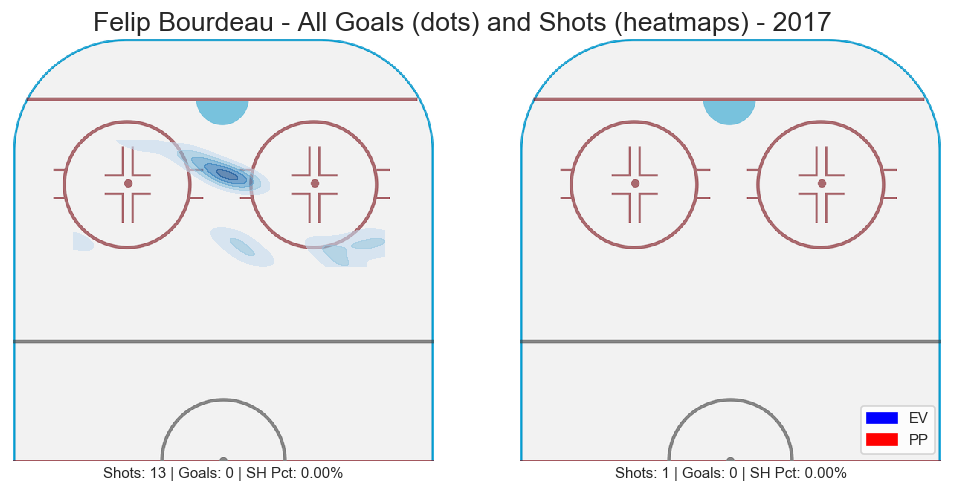 Felip Bourdeau - All Goals (dots) and Shots (heatmaps) - 2017
EV
PP
Shots: 13 | Goals: 0 | SH Pct: 0.00%
Shots: 1 | Goals: 0 | SH Pct: 0.00%